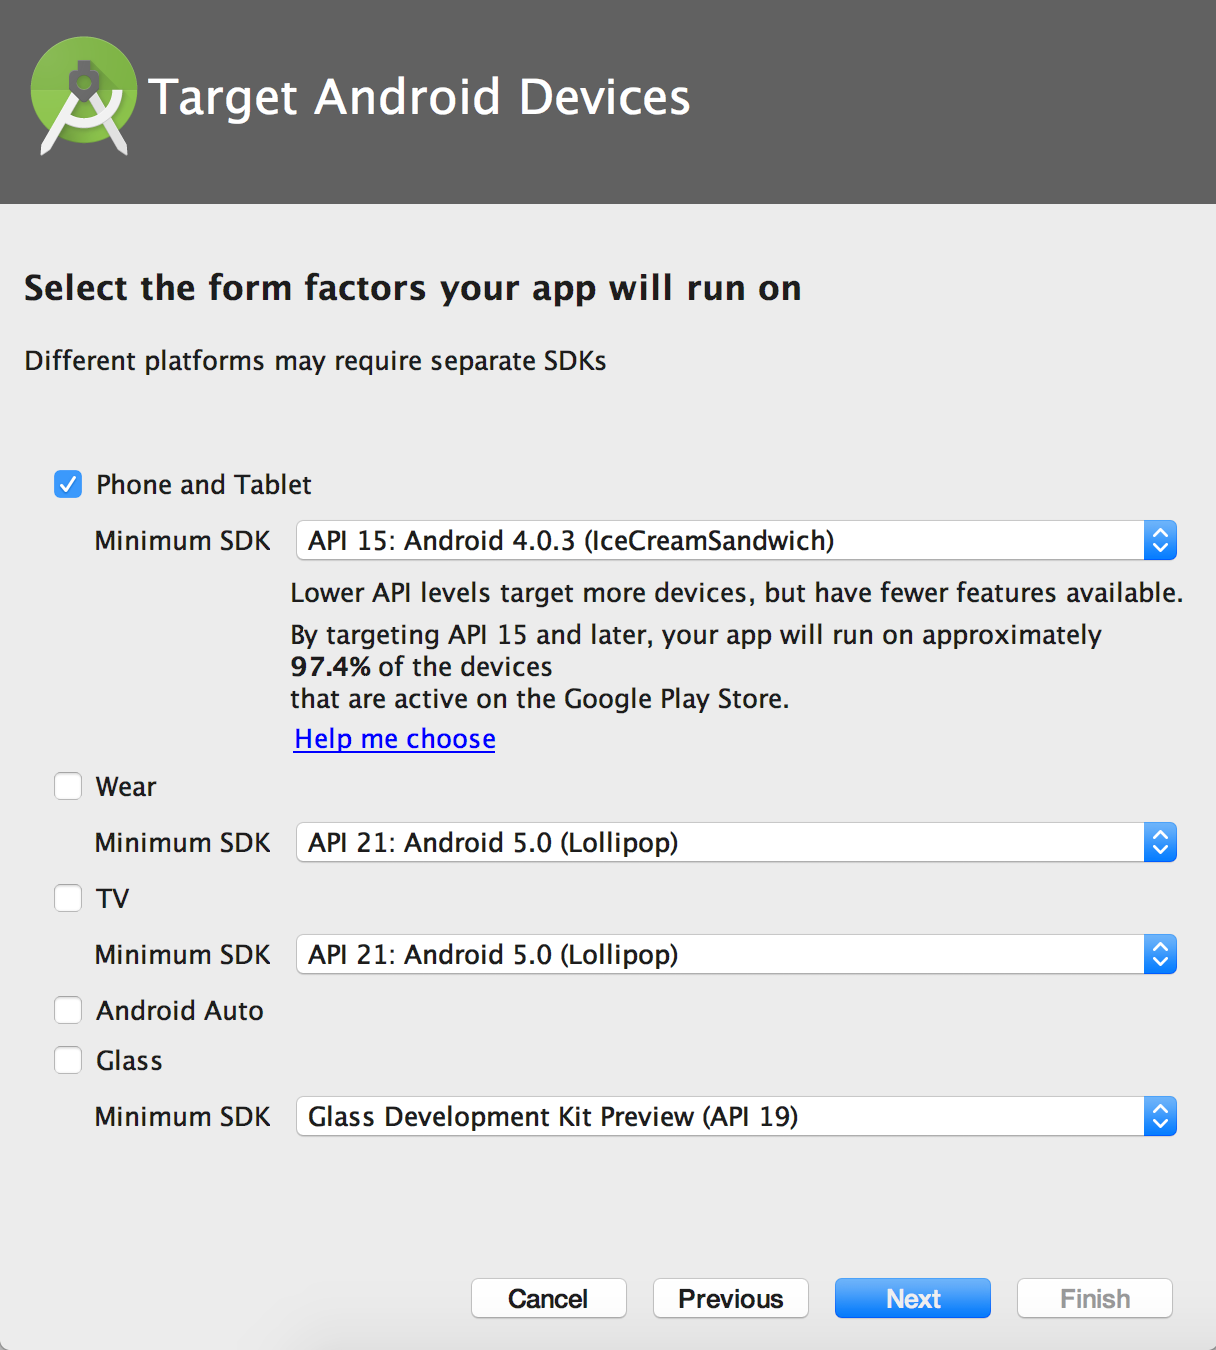 Target Android Devices
Select the form factors your app will run on
Different platforms may require separate SDKs
Phone and Tablet
Minimum SDK API 15: Android 4.0.3 (IceCreamSandwich)
Lower API levels target more devices, but have fewer features available.
By targeting API 15 and later, your app will run on approximately
97.4% of the devices
that are active on the Google Play Store.
Help me choose
Wear
Minimum SDK API 21: Android 5.0 (Lollipop)
TV
Minimum SDK API 21: Android 5.0 (Lollipop)
Android Auto
Glass
Minimum SDK Glass Development Kit Preview (API 19)
Cancel Previous Next Finish